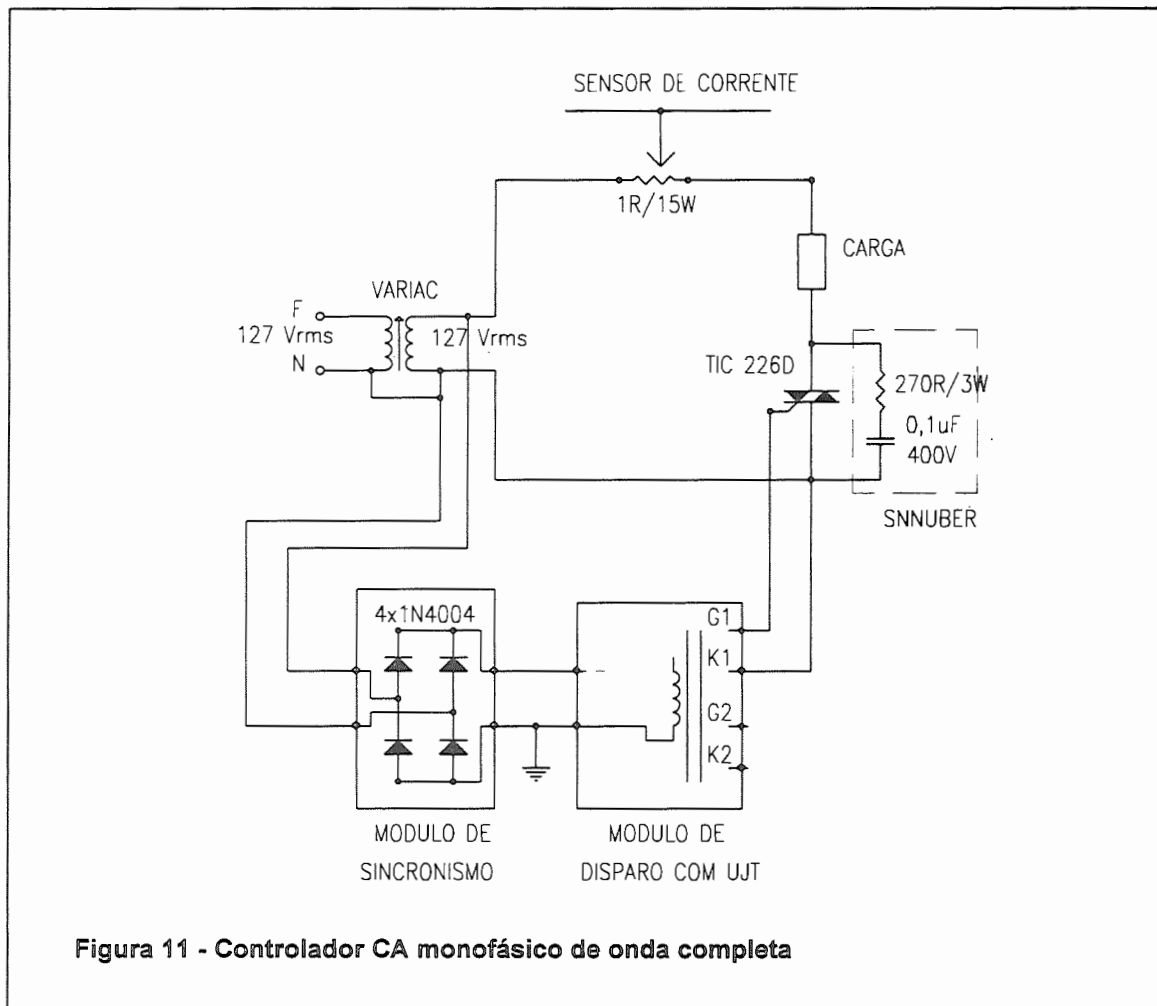 SENSOR DE CORRENTE
1R/15W
CARGA
VARIAC
F
127 Vrms
127 Vrms
N
TIC 226D
270R/3W
0,1uF
400V
SNNUBER
4x1N4004
G1
K1
G2
K2
MODULO DE
SINCRONISMO
MODULO DE
DISPARO COM UJT
Figura 11 - Controlador CA monofásico de onda completa